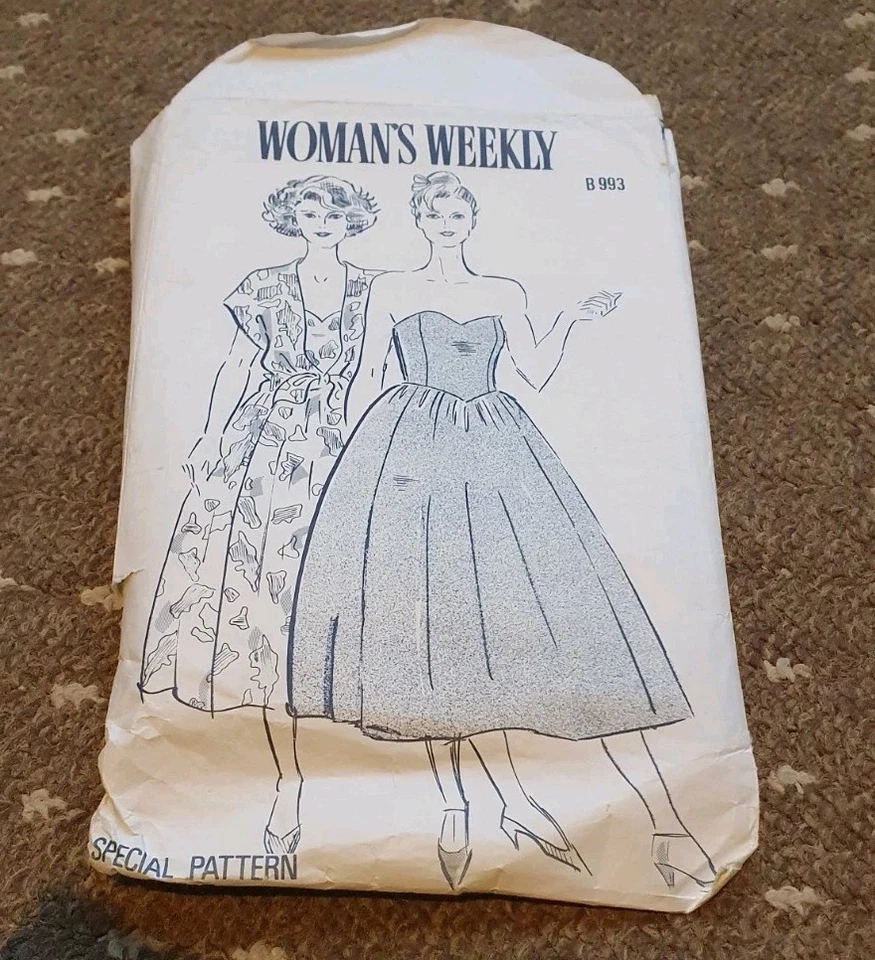 WOMAN'S WEEKLY
B 993
SPECIAL PATTERN